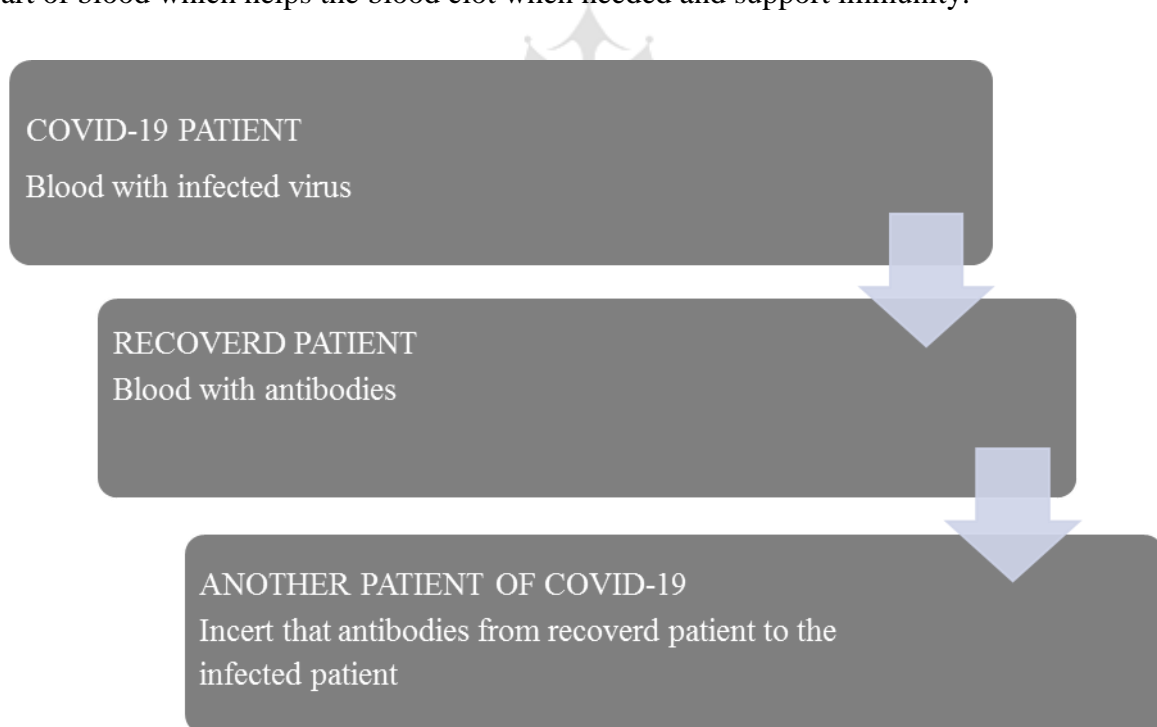 art of blood which helps the blood clot when needed and support immunity.
COVID-19 PATIENT
Blood with infected virus
RECOVERD PATIENT
Blood with antibodies
ANOTHER PATIENT OF COVID-19
Incert that antibodies from recoverd patient to the
infected patient